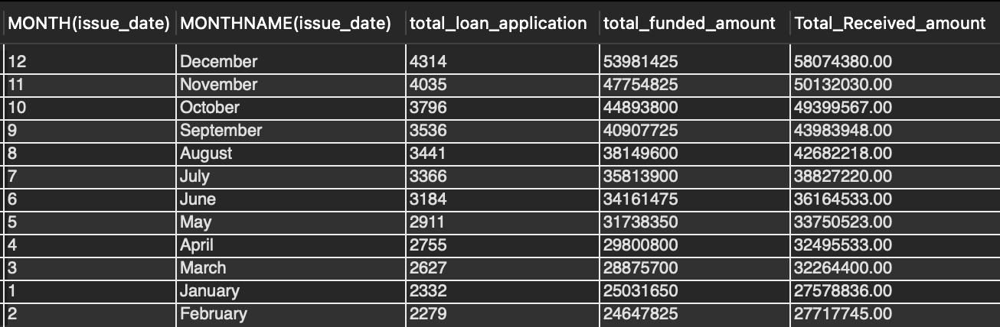 MONTH(issue_date) MONTHNAME(issue_date) total_loan_application total_funded_amount Total_Received_amount
12 December 4314 53981425 58074380.00
11 November 4035 47754825 50132030.00
10 October 3796 44893800 49399567.00
9 September 3536 40907725 43983948.00
8 August 3441 38149600 42682218.00
7 July 3366 35813900 38827220.00
6 June 3184 34161475 36164533.00
5 May 2911 31738350 33750523.00
4 April 2755 29800800 32495533.00
3 March 2627 28875700 32264400.00
1 January 2332 25031650 27578836.00
2 February 2279 24647825 27717745.00